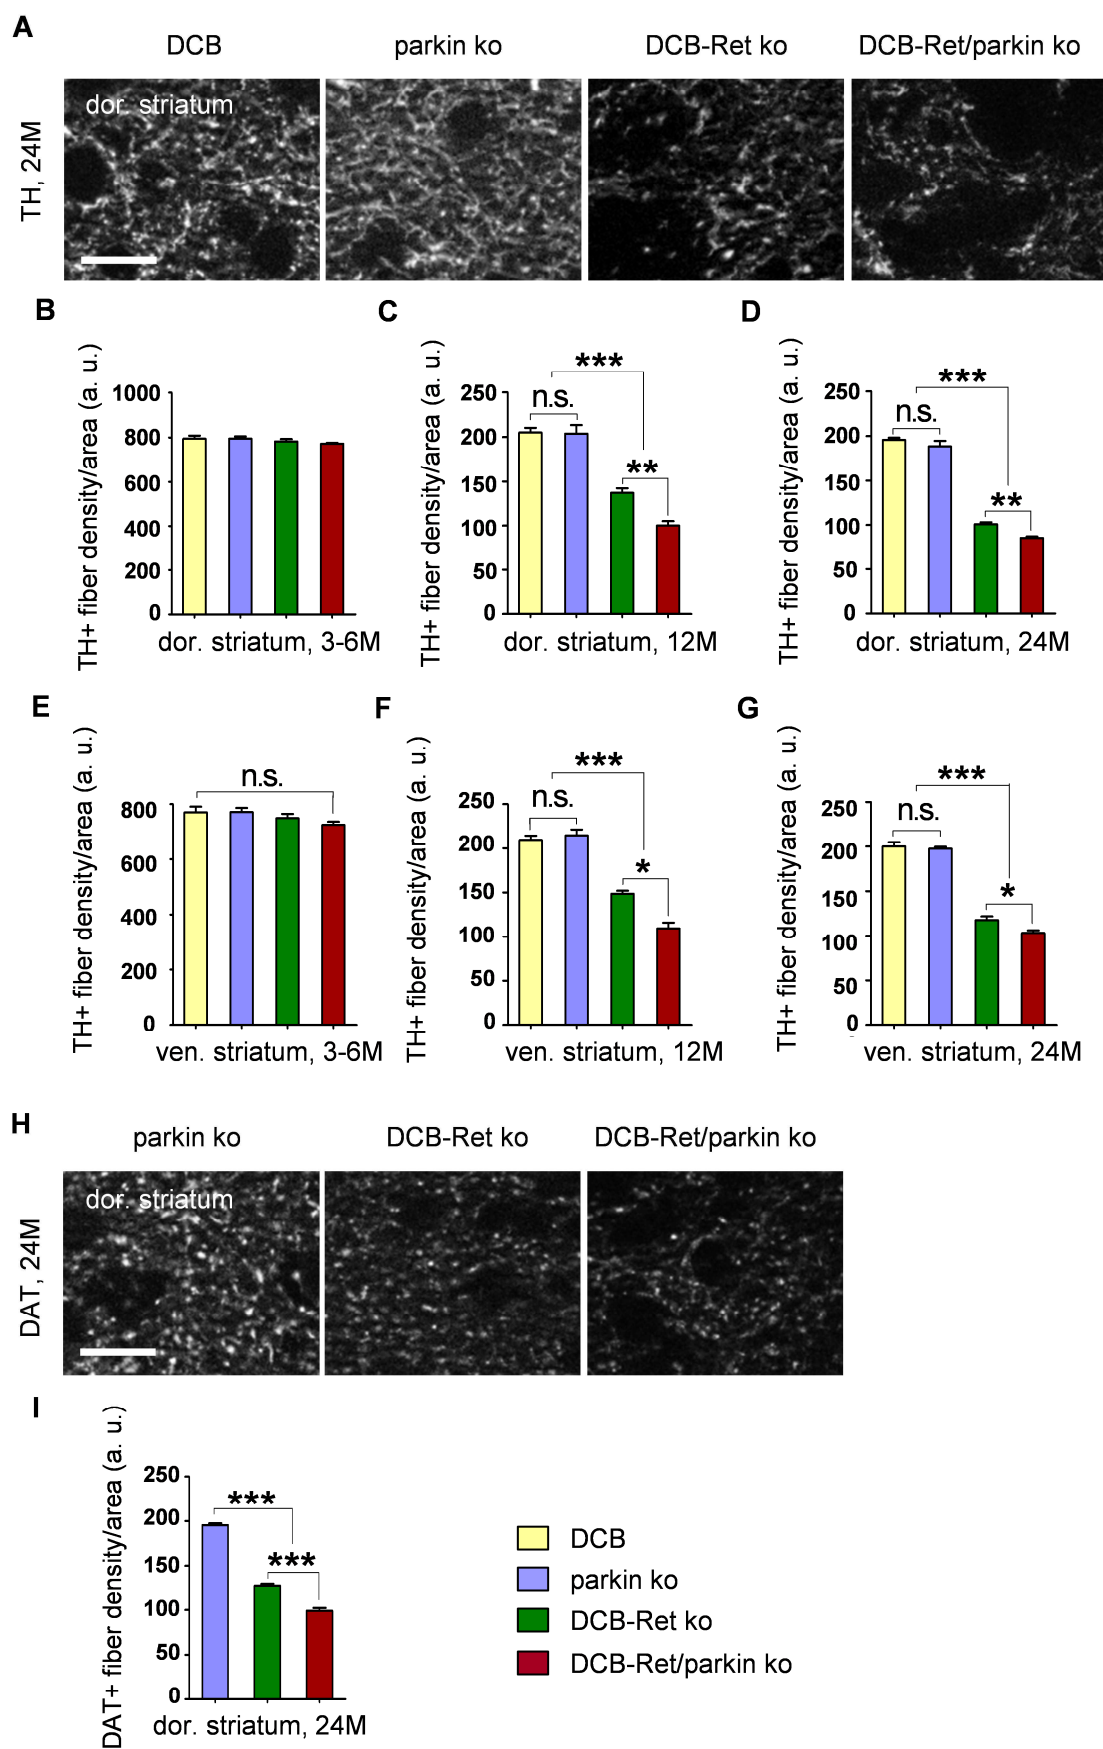 A
DCB parkin ko DCB-Ret ko DCB-Ret/parkin ko
TH, 24M
dor. striatum
B
TH+ fiber density/area (a. u.)
1000
800
600
400
200
0
dor. striatum, 3-6M
C
TH+ fiber density/area (a. u.)
250
200
150
100
50
0
***
n.s.
**
dor. striatum, 12M
D
TH+ fiber density/area (a. u.)
250
200
150
100
50
0
***
n.s.
**
dor. striatum, 24M
E
TH+ fiber density/area (a. u.)
800
600
400
200
0
n.s.
ven. striatum, 3-6M
F
TH+ fiber density/area (a. u.)
250
200
150
100
50
0
***
n.s.
*
ven. striatum, 12M
G
TH+ fiber density/area (a. u.)
250
200
150
100
50
0
***
n.s.
*
ven. striatum, 24M
H
parkin ko DCB-Ret ko DCB-Ret/parkin ko
DAT, 24M
dor. striatum
I
DAT+ fiber density/area (a. u.)
250
200
150
100
50
0
***
***
dor. striatum, 24M
DCB
parkin ko
DCB-Ret ko
DCB-Ret/parkin ko